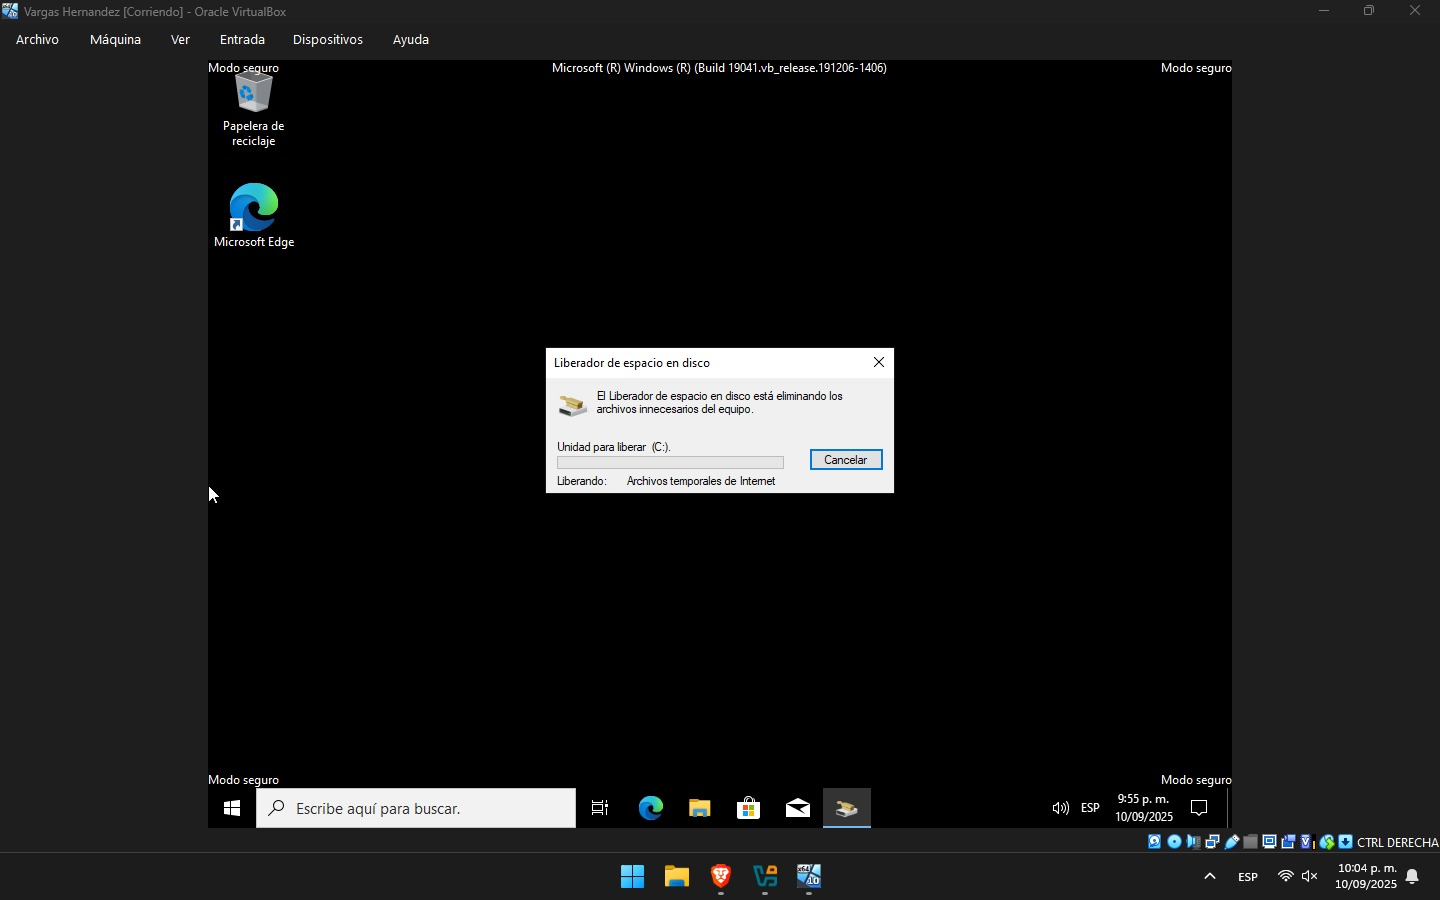 Vargas Hernandez [Corriendo] - Oracle VirtualBox
Archivo Máquina Ver Entrada Dispositivos Ayuda
Modo seguro Microsoft (R) Windows (R) (Build 19041.vb_release.191206-1406) Modo seguro
Papelera de
reciclaje
Microsoft Edge
Liberador de espacio en disco
El Liberador de espacio en disco está eliminando los
archivos innecesarios del equipo.
Unidad para liberar (C:).
Cancelar
Liberando: Archivos temporales de Internet
Modo seguro Modo seguro
Escribe aquí para buscar.
ESP
9:55 p. m.
10/09/2025
CTRL DERECHA
ESP
10:04 p. m.
10/09/2025